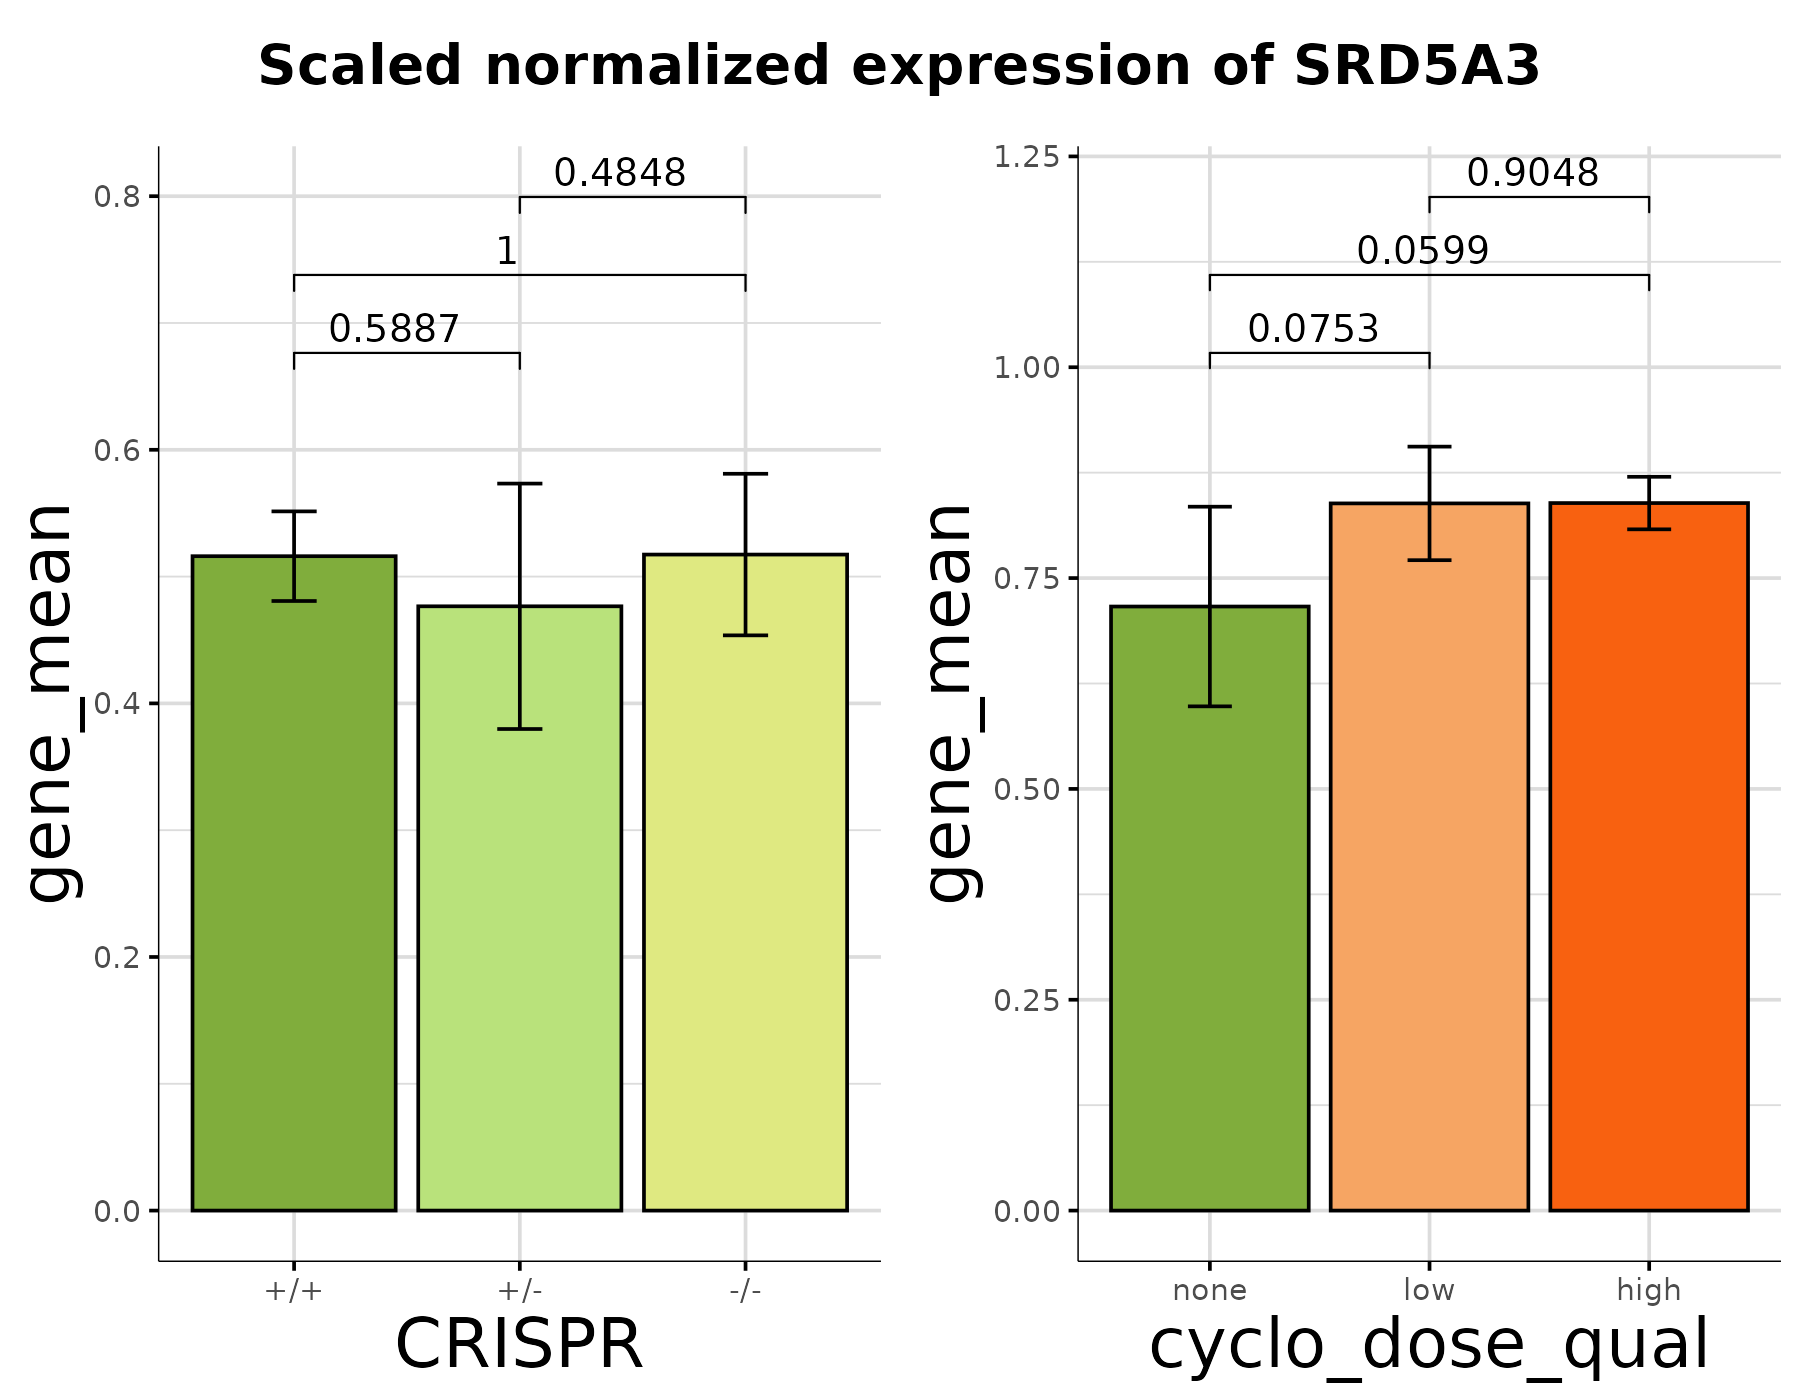 Scaled normalized expression of SRD5A3
gene_mean
0.8
0.6
0.4
0.2
0.0
0.4848
1
0.5887
+/+ +/- -/-
CRISPR
gene_mean
1.25
1.00
0.75
0.50
0.25
0.00
0.9048
0.0599
0.0753
none low high
cyclo_dose_qual